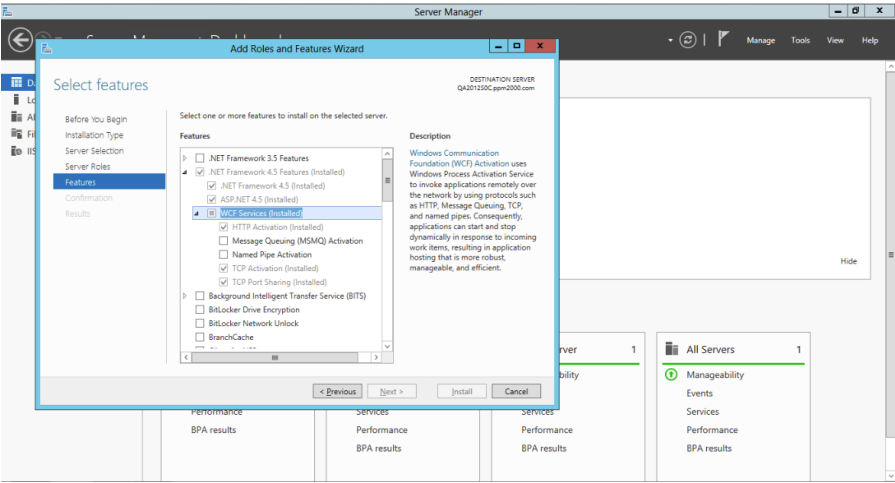 Server Manager
Manage Tools View Help
Add Roles and Features Wizard
Select features
DESTINATION SERVER
QA2012S0C.ppm2000.com
Before You Begin
Installation Type
Server Selection
Server Roles
Features
Confirmation
Results
Select one or more features to install on the selected server.
Features
.NET Framework 3.5 Features
.NET Framework 4.5 Features (Installed)
.NET Framework 4.5 (Installed)
ASP.NET 4.5 (Installed)
WCF Services (Installed)
HTTP Activation (Installed)
Message Queuing (MSMQ) Activation
Named Pipe Activation
TCP Activation (Installed)
TCP Port Sharing (Installed)
Background Intelligent Transfer Service (BITS)
BitLocker Drive Encryption
BitLocker Network Unlock
BranchCache
Description
Windows Communication
Foundation (WCF) Activation uses
Windows Process Activation Service
to invoke applications remotely over
the network by using protocols such
as HTTP, Message Queuing, TCP,
and named pipes. Consequently,
applications can start and stop
dynamically in response to incoming
work items, resulting in application
hosting that is more robust,
manageable, and efficient.
< Previous Next > Install Cancel
Hide
1
All Servers 1
Manageability
Events
Services
Performance
BPA results
Performance
BPA results
Services
Performance
BPA results
Services
Performance
BPA results